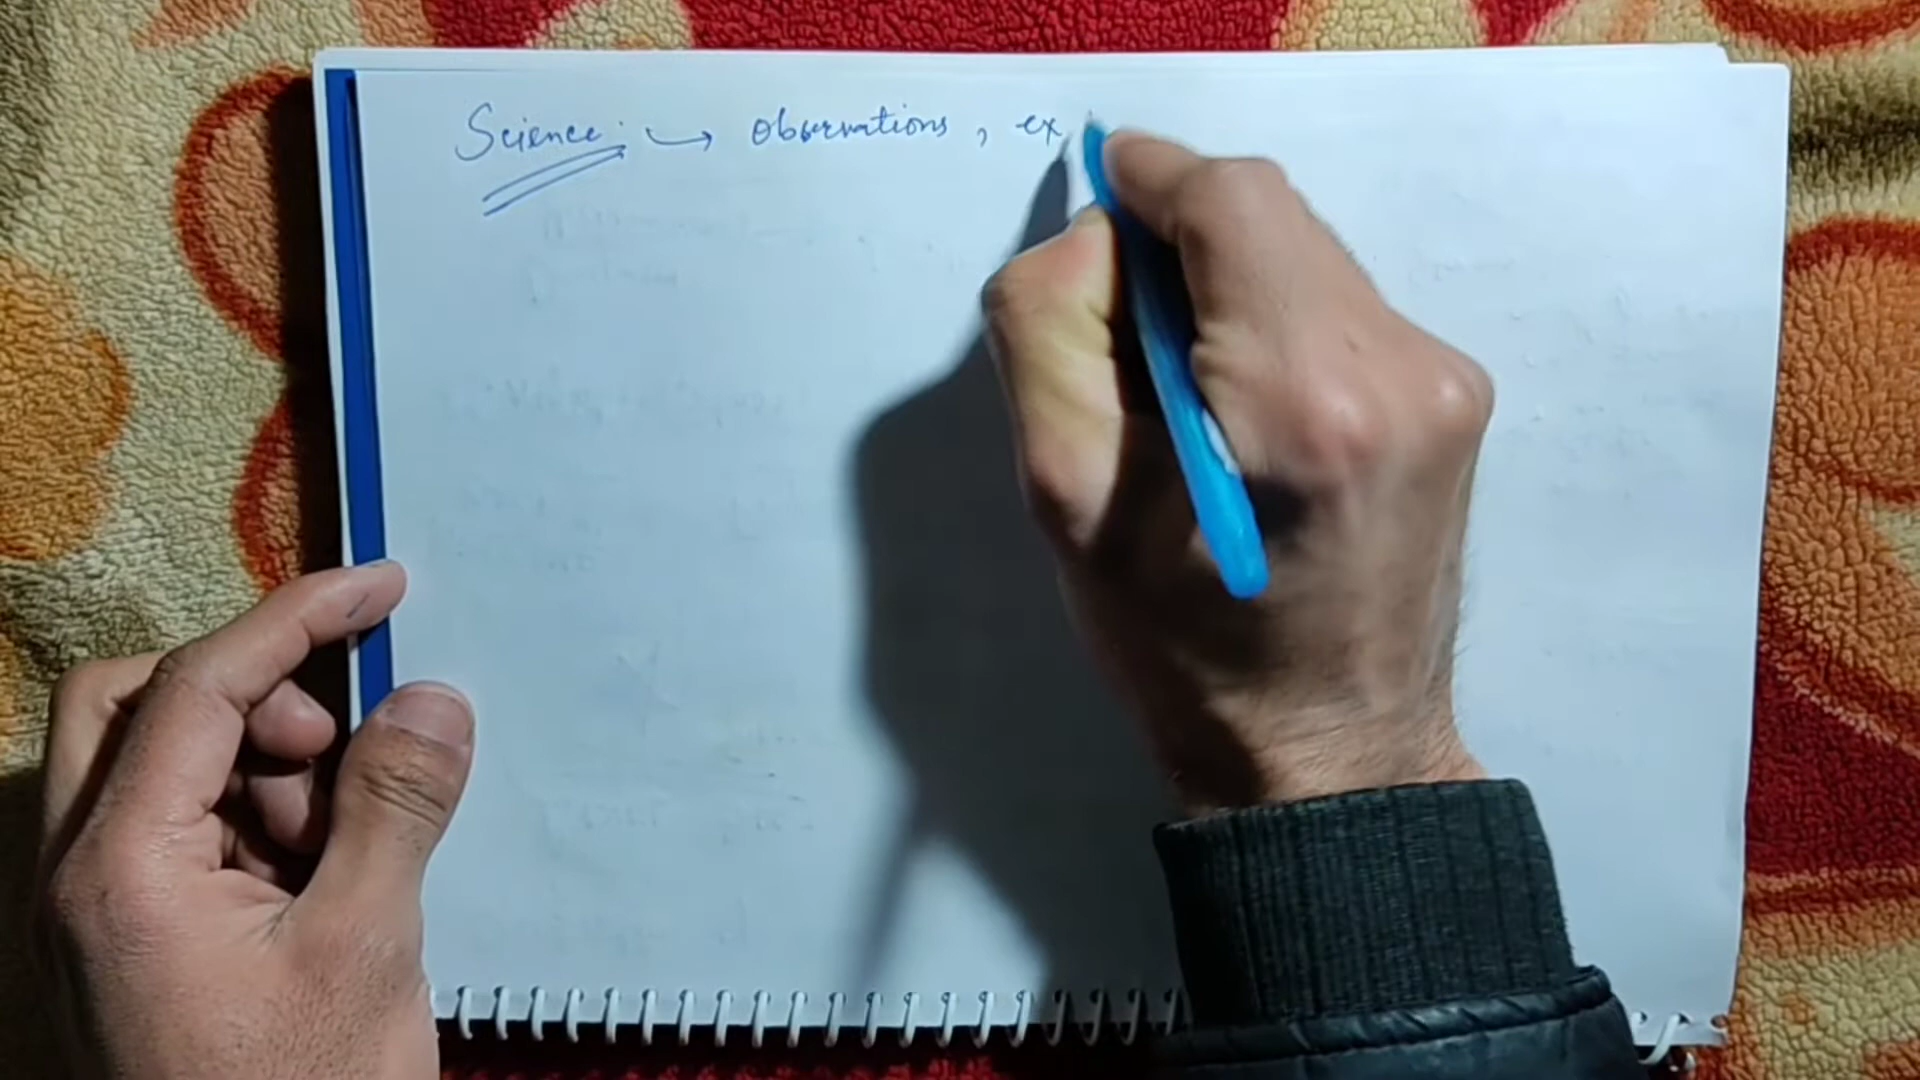 Science :⟶ observations , ex